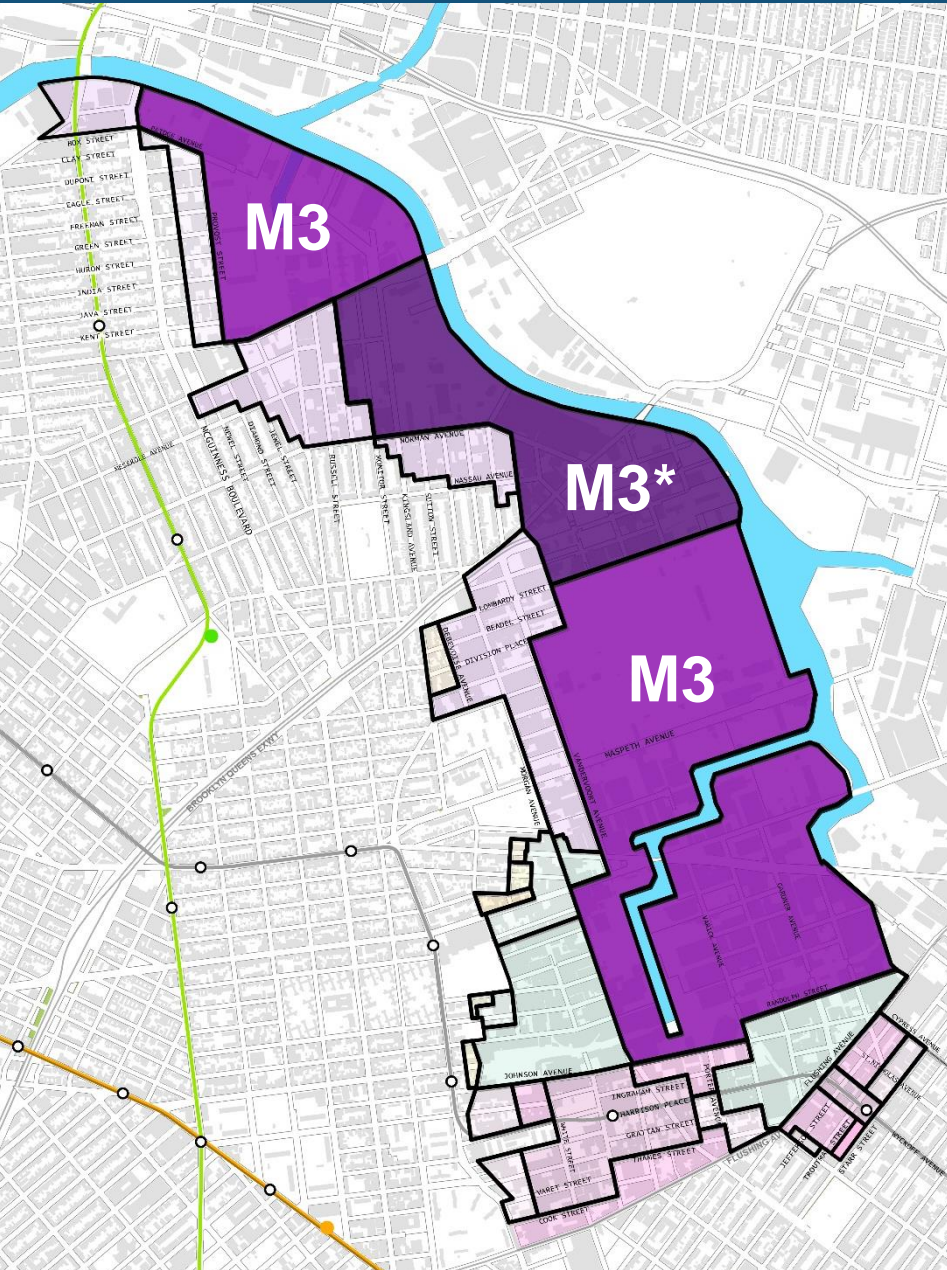 BOX STREET
CLAY STREET
DUPONT STREET
EAGLE STREET
FREEMAN STREET
GREEN STREET
HURON STREET
INDIA STREET
JAVA STREET
KENT STREET
PROVOST STREET
M3
MESEROLE AVENUE
MCGUINNESS BOULEVARD
NEWEL STREET
DIAMOND STREET
JEWEL STREET
RUSSELL STREET
MONITOR STREET
KINGSLAND AVENUE
SUTTON STREET
NORMAN AVENUE
NASSAU AVENUE
M3*
LOMBARDY STREET
BEADEL STREET
DIVISION PLACE
DEBEVOISE AVENUE
M3
MASPETH AVENUE
VANDERVOORT AVENUE
MORGAN AVENUE
BROOKLYN QUEENS EXWY
VARICK AVENUE
GARDNER AVENUE
RANDOLPH STREET
CYPRESS AVENUE
ST. NICHOLAS AVENUE
WYCKOFF AVENUE
FLUSHING AVENUE
JOHNSON AVENUE
INGRAHAM STREET
HARRISON PLACE
GRATTAN STREET
THAMES STREET
PORTER AVENUE
WHITE STREET
VARET STREET
COOK STREET
FLUSHING AV
JEFFERSON STREET
TROUTMAN STREET
STARR STREET